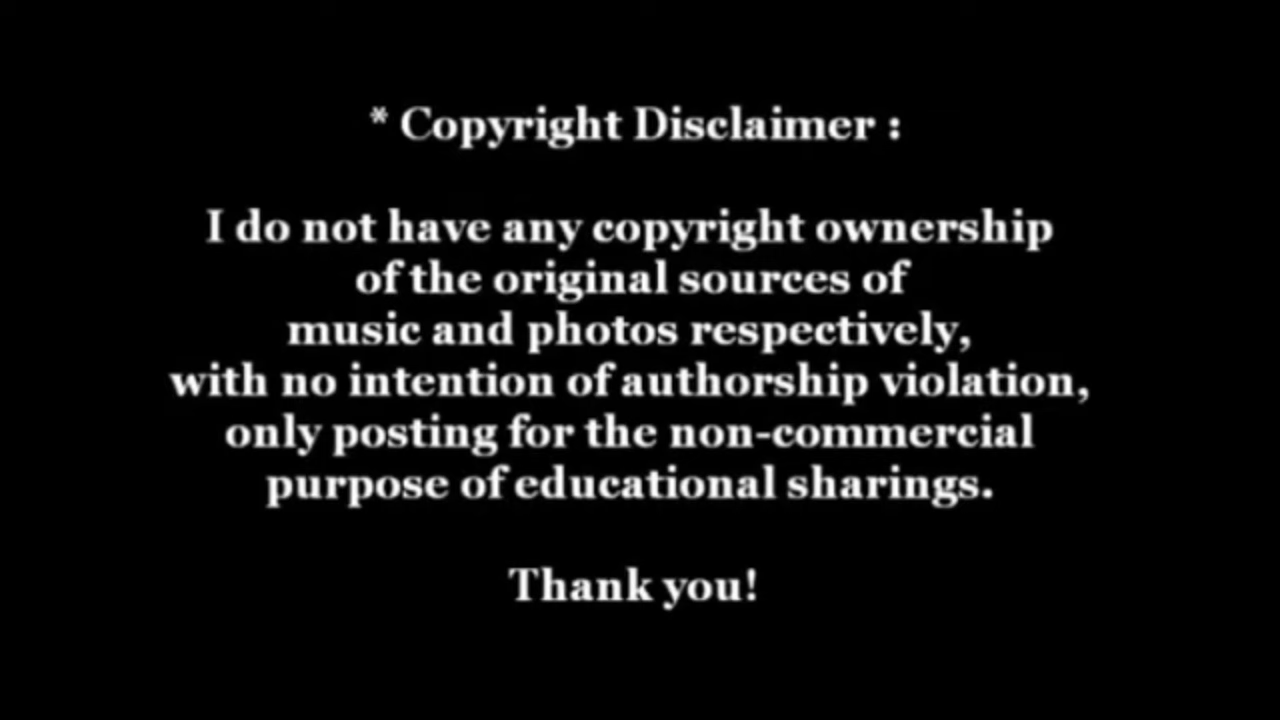 * Copyright Disclaimer :
I do not have any copyright ownership
of the original sources of
music and photos respectively,
with no intention of authorship violation,
only posting for the non-commercial
purpose of educational sharings.
Thank you!